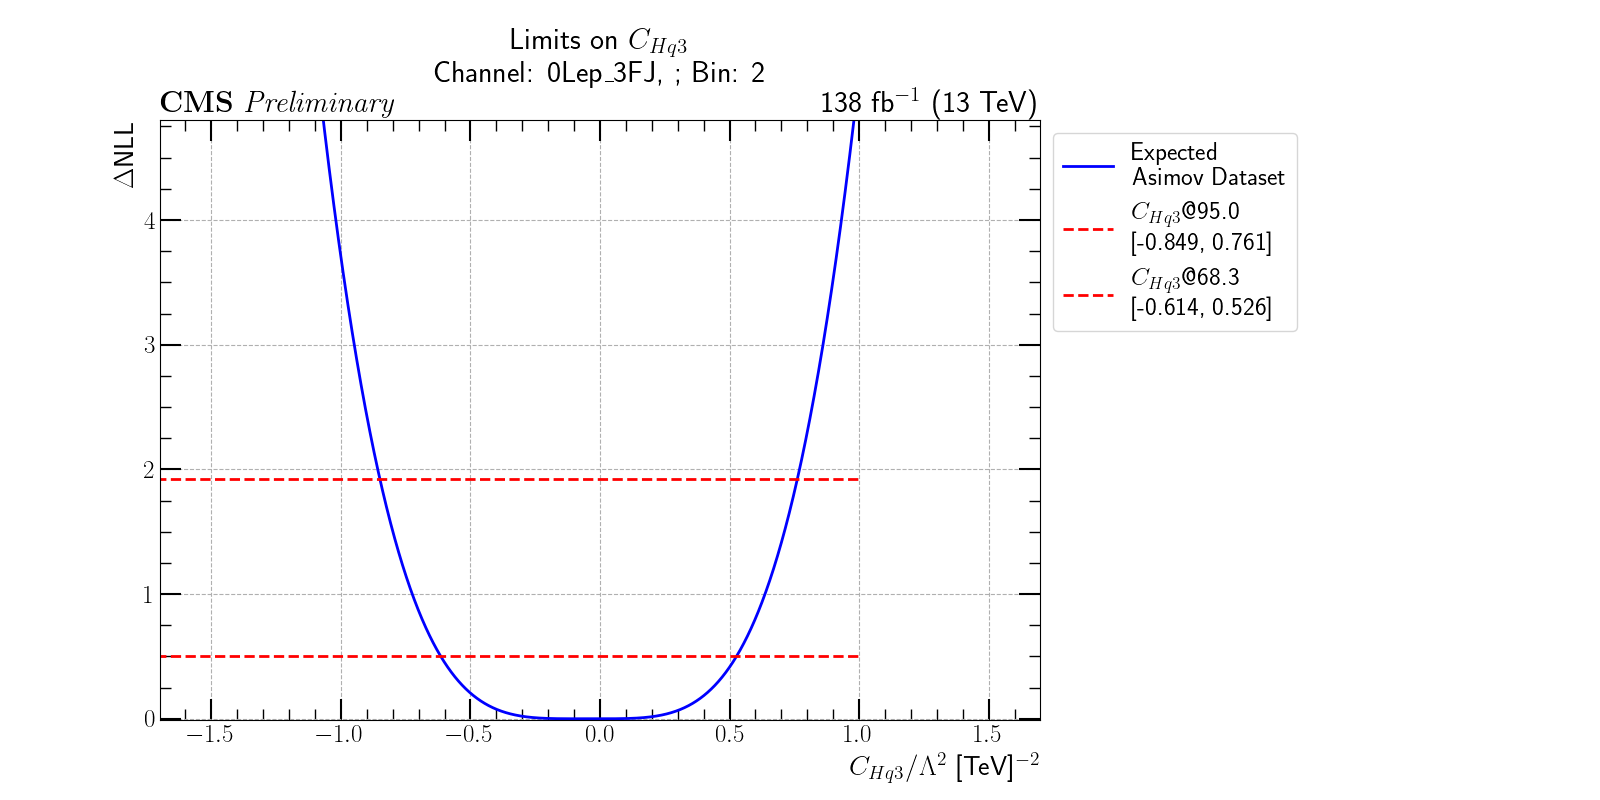 Limits on C_{Hq3}
Channel: 0Lep_3FJ, ; Bin: 2
CMS Preliminary
138 fb⁻¹ (13 TeV)
ΔNLL
4
3
2
1
0
−1.5 −1.0 −0.5 0.0 0.5 1.0 1.5
C_{Hq3}/Λ² [TeV]⁻²
Expected
Asimov Dataset
C_{Hq3}@95.0
[-0.849, 0.761]
C_{Hq3}@68.3
[-0.614, 0.526]